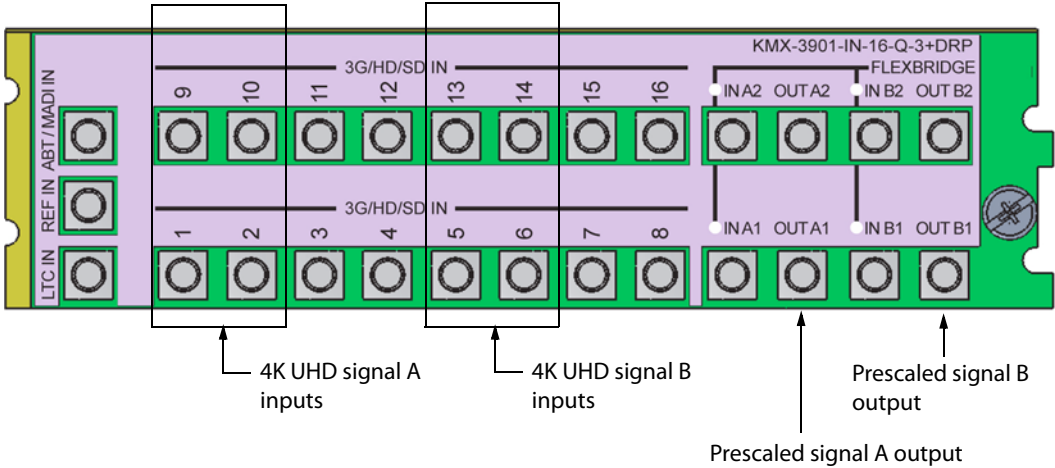 KMX-3901-IN-16-Q-3+DRP
3G/HD/SD IN
FLEXBRIDGE
9 10 11 12 13 14 15 16
IN A2 OUT A2 IN B2 OUT B2
ABT / MADI IN
REF IN
LTC IN
3G/HD/SD IN
1 2 3 4 5 6 7 8
IN A1 OUT A1 IN B1 OUT B1
4K UHD signal A
inputs
4K UHD signal B
inputs
Prescaled signal B
output
Prescaled signal A output